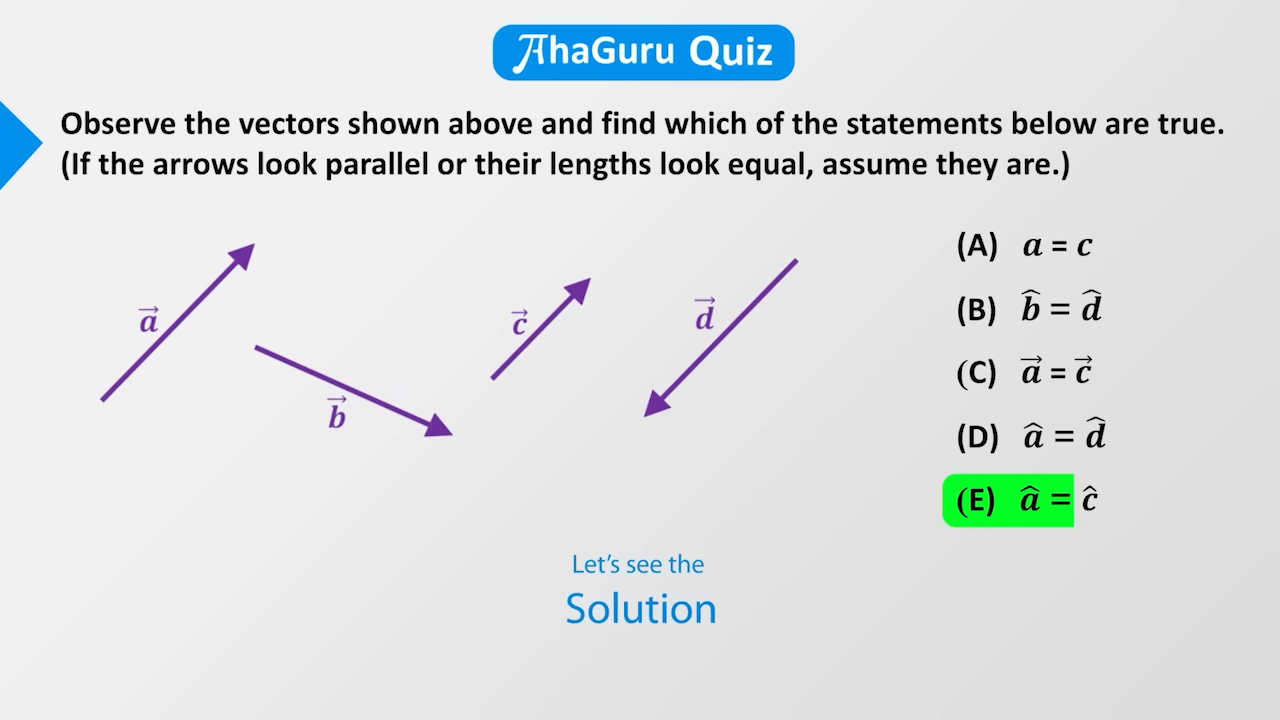 AhaGuru Quiz
Observe the vectors shown above and find which of the statements below are true.
(If the arrows look parallel or their lengths look equal, assume they are.)
a⃗
b⃗
c⃗
d⃗
(A) a = c
(B) b̂ = d̂
(C) a⃗ = c⃗
(D) â = d̂
(E) â = ĉ
Let’s see the
Solution